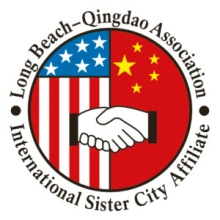 Long Beach–Qingdao Association
International Sister City Affiliate